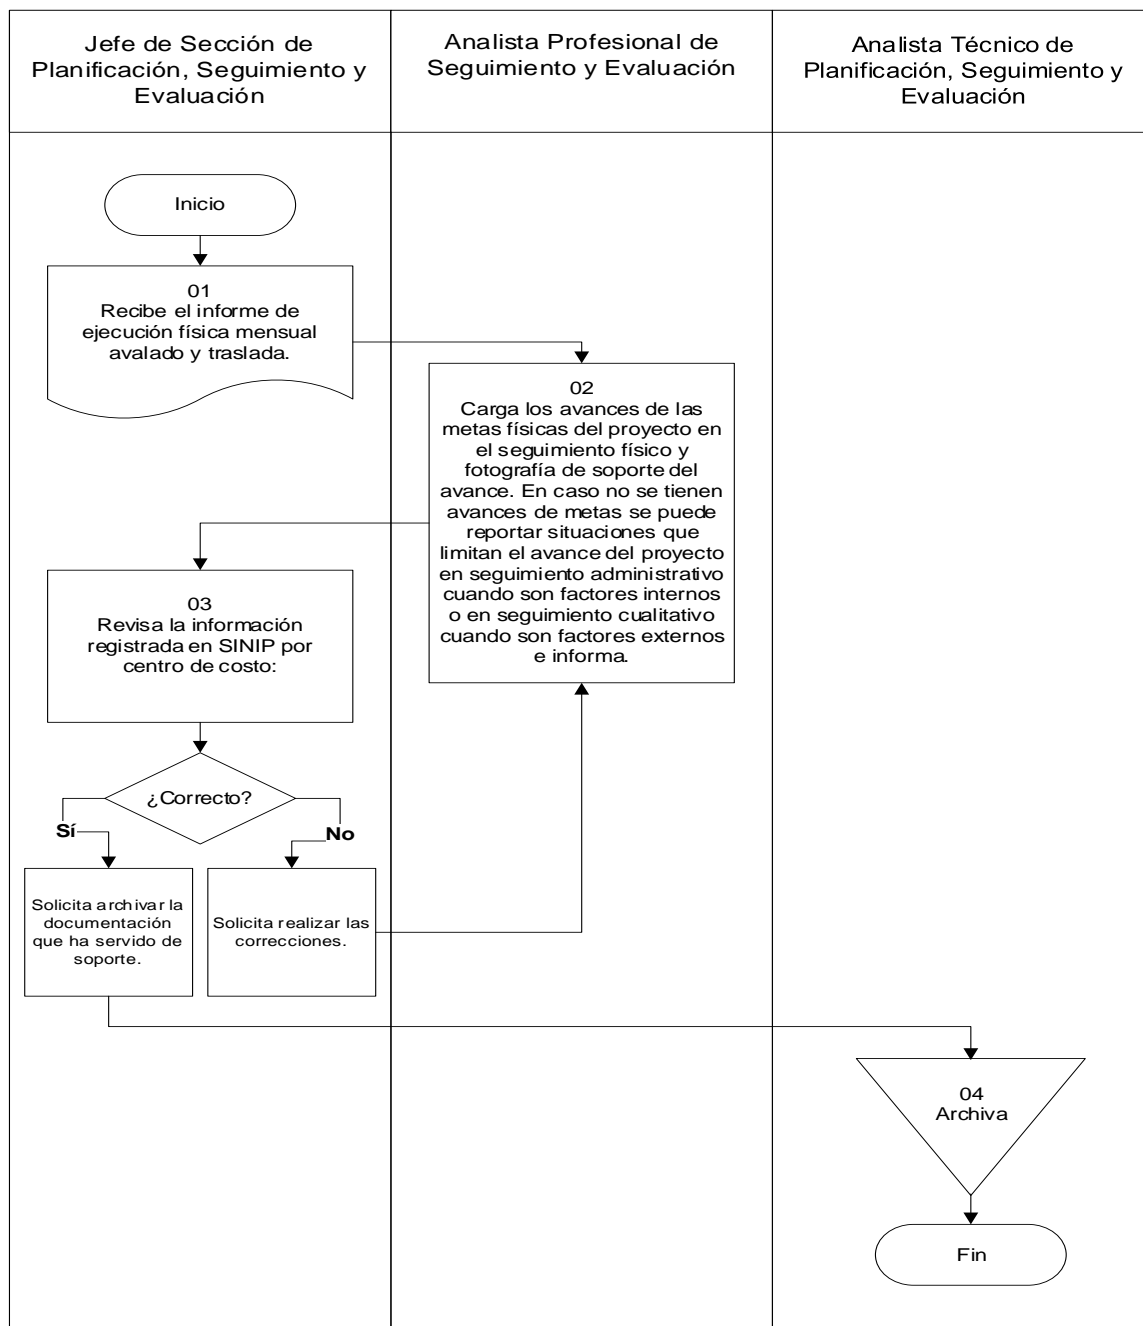 Jefe de Sección de
Planificación, Seguimiento y
Evaluación
Analista Profesional de
Seguimiento y Evaluación
Analista Técnico de
Planificación, Seguimiento y
Evaluación
Inicio
01
Recibe el informe de
ejecución física mensual
avalado y traslada.
02
Carga los avances de las
metas físicas del proyecto en
el seguimiento físico y
fotografía de soporte del
avance. En caso no se tienen
avances de metas se puede
reportar situaciones que
limitan el avance del proyecto
en seguimiento administrativo
cuando son factores internos
o en seguimiento cualitativo
cuando son factores externos
e informa.
03
Revisa la información
registrada en SINIP por
centro de costo:
¿Correcto?
Sí
No
Solicita archivar la
documentación
que ha servido de
soporte.
Solicita realizar las
correcciones.
04
Archiva
Fin